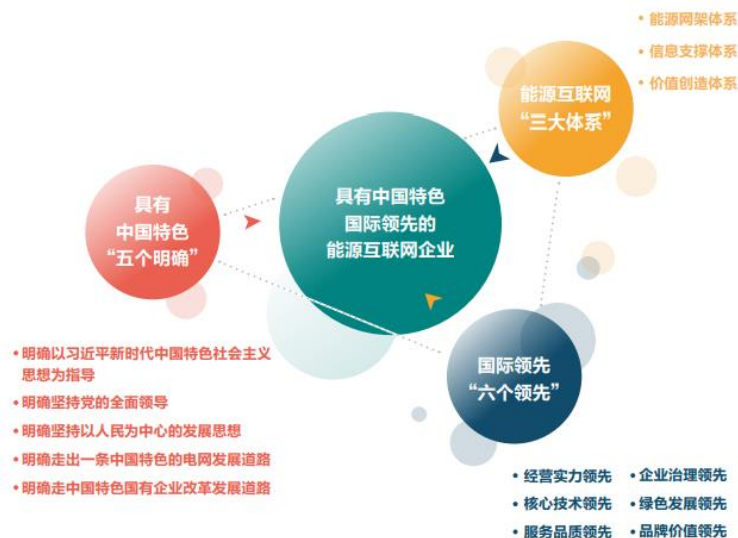 具有中国特色
国际领先的
能源互联网企业
具有
中国特色
“五个明确”
•明确以习近平新时代中国特色社会主义
思想为指导
•明确坚持党的全面领导
•明确坚持以人民为中心的发展思想
•明确走出一条中国特色的电网发展道路
•明确走中国特色国有企业改革发展道路
能源互联网
“三大体系”
•能源网架体系
•信息支撑体系
•价值创造体系
国际领先
“六个领先”
•经营实力领先
•核心技术领先
•服务品质领先
•企业治理领先
•绿色发展领先
•品牌价值领先